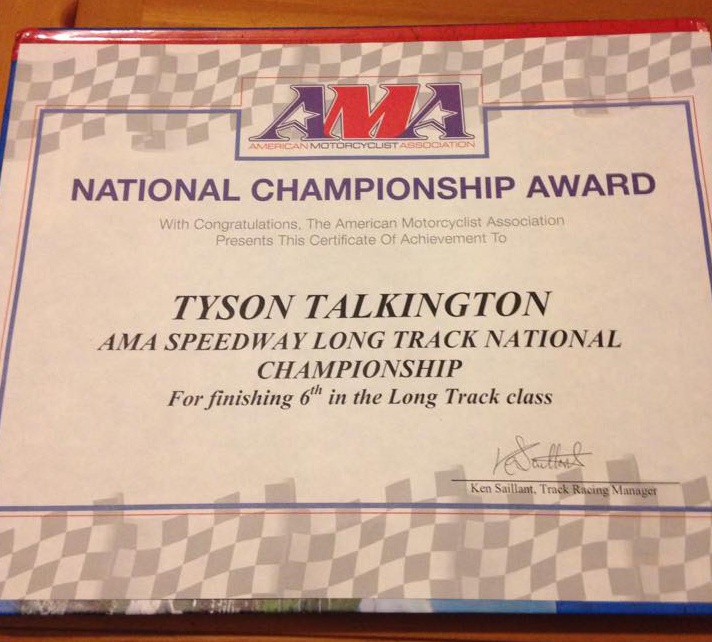 AMA
AMERICAN MOTORCYCLIST ASSOCIATION
NATIONAL CHAMPIONSHIP AWARD
With Congratulations, The American Motorcyclist Association
Presents This Certificate Of Achievement To
TYSON TALKINGTON
AMA SPEEDWAY LONG TRACK NATIONAL
CHAMPIONSHIP
For finishing 6th in the Long Track class
Ken Saillant
Ken Saillant, Track Racing Manager